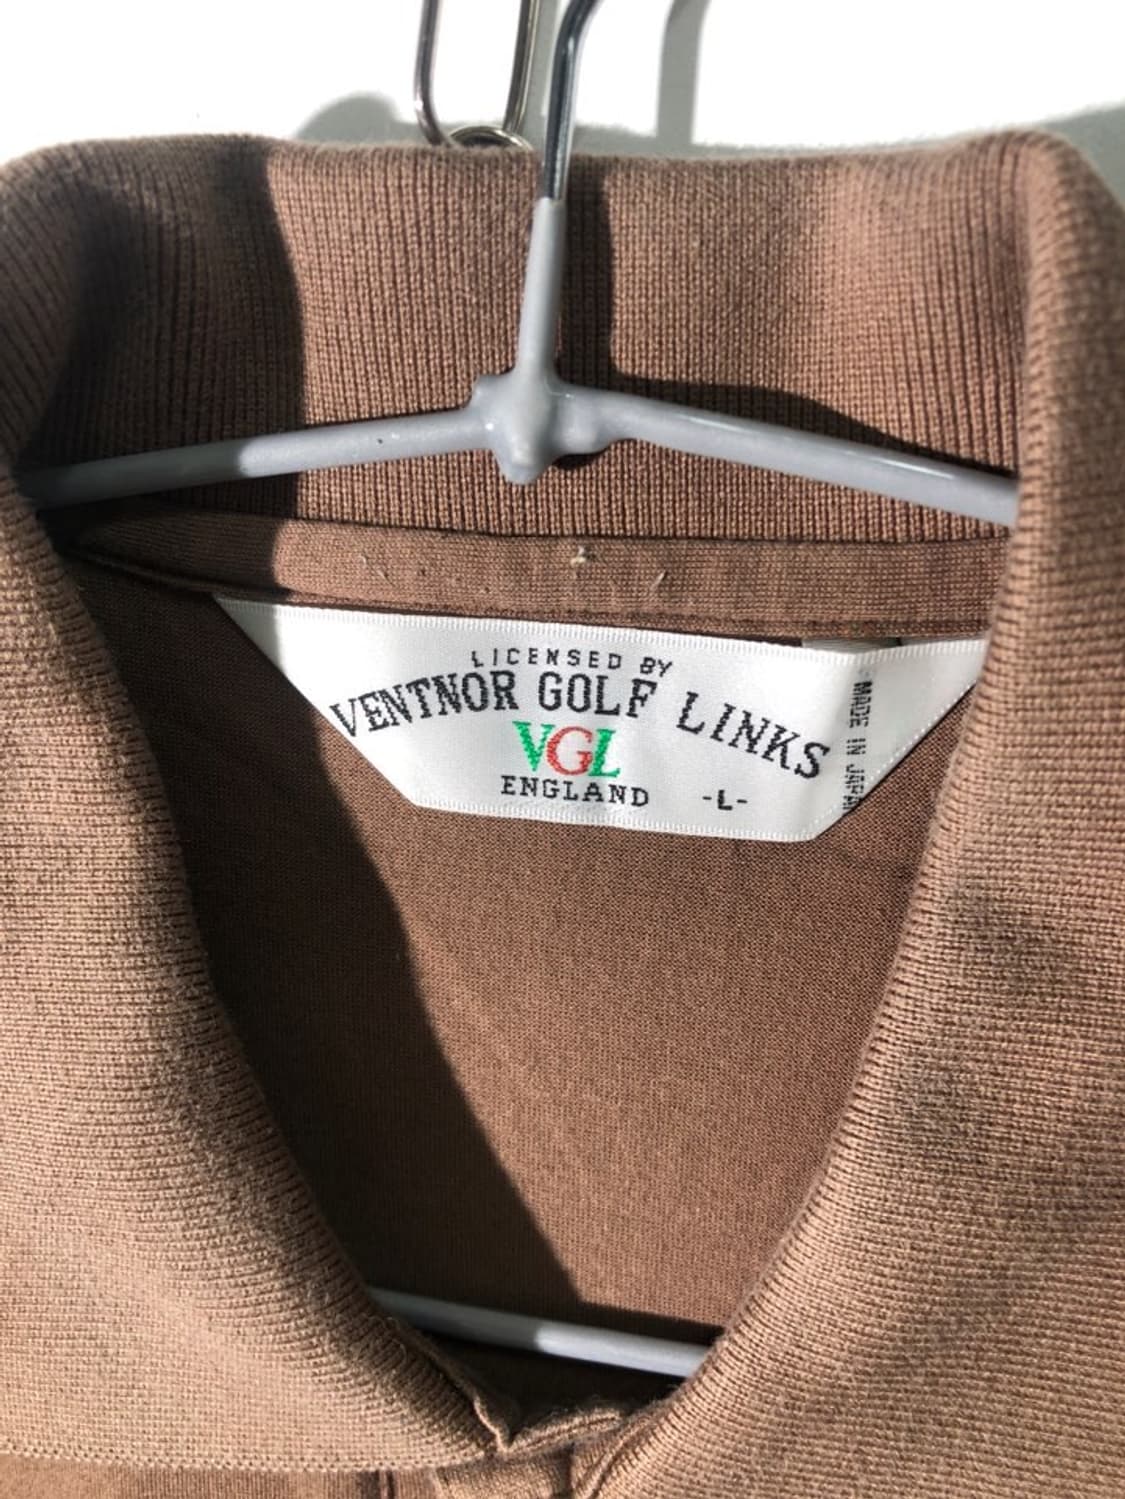 LICENSED BY
VENTNOR GOLF LINKS
VGL
ENGLAND -L-
MADE IN JAPAN